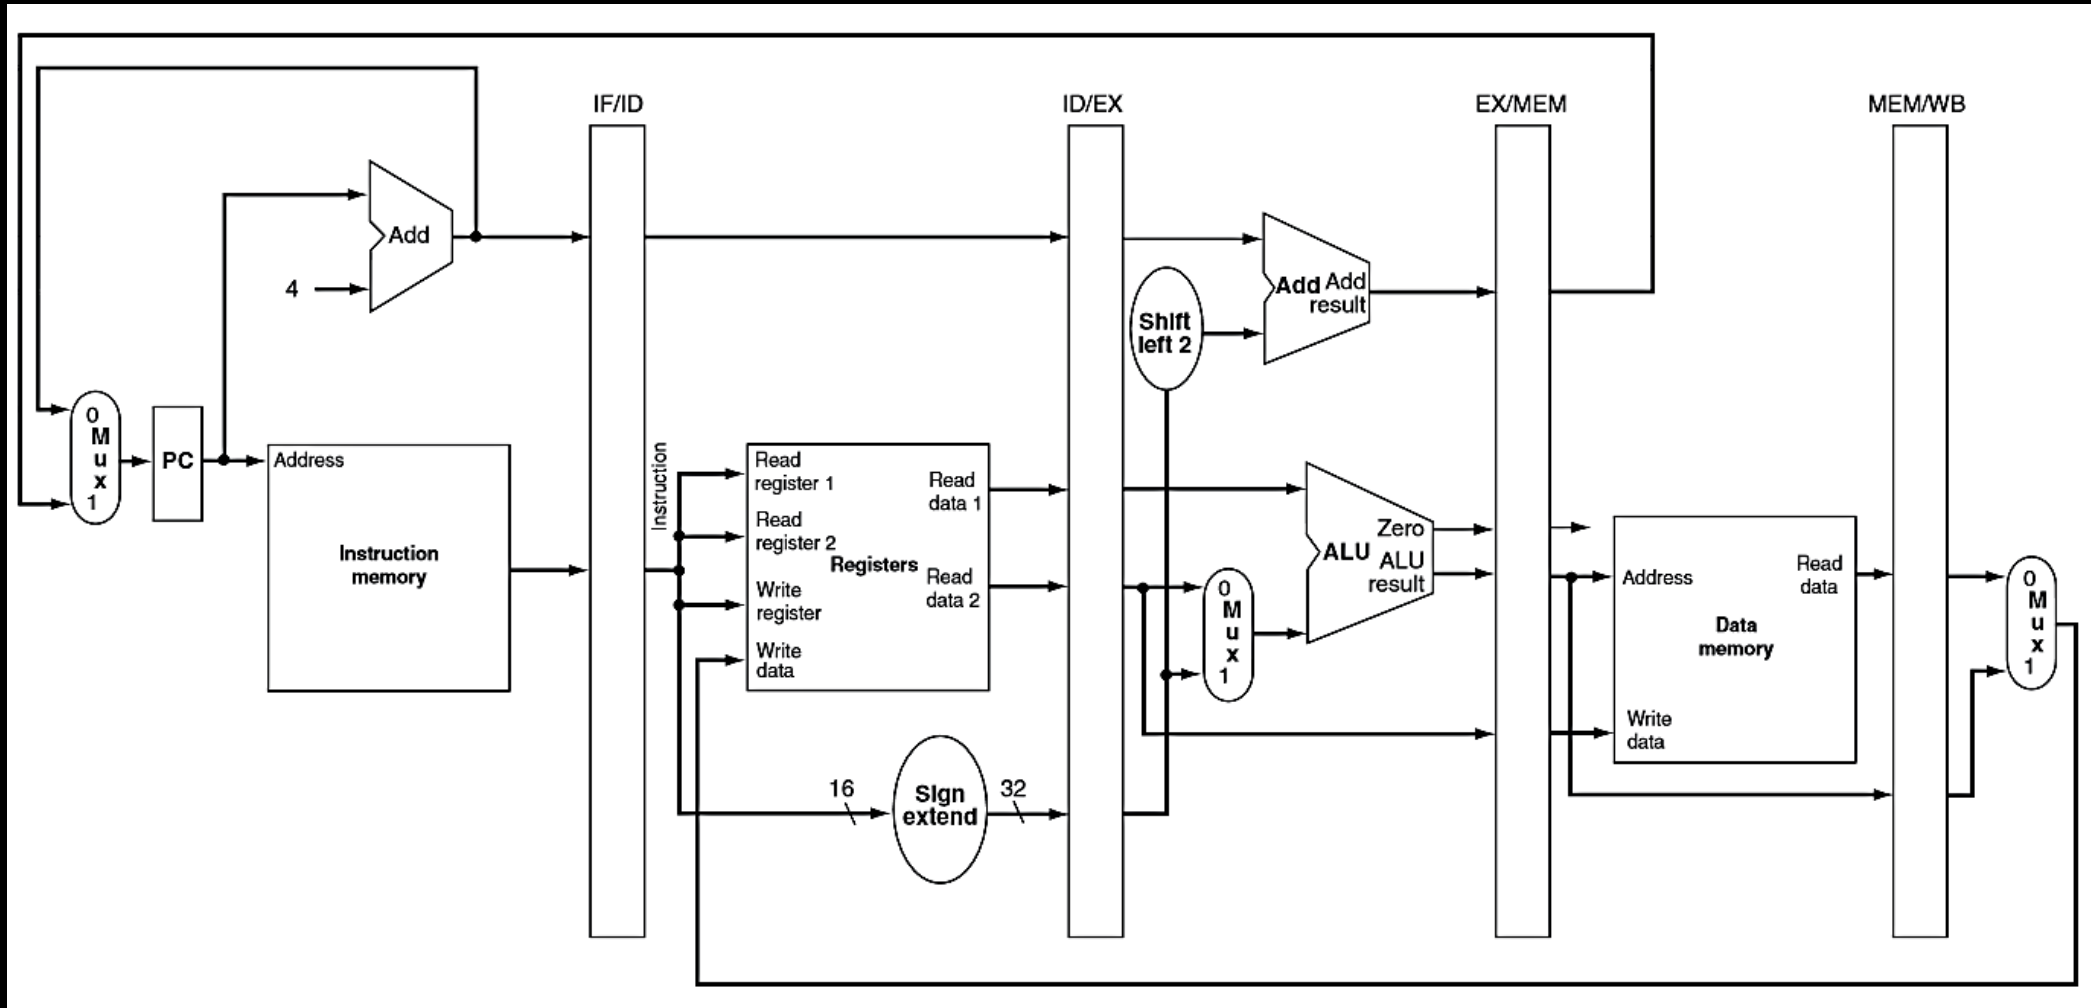 IF/ID
ID/EX
EX/MEM
MEM/WB
Add
4
Add Add
result
Shift
left 2
0
M
u
x
1
PC
Address
Instruction
memory
Instruction
Read
register 1
Read
register 2
Write
register
Write
data
Registers
Read
data 1
Read
data 2
16
Sign
extend
32
0
M
u
x
1
Zero
ALU
ALU
result
Address
Read
data
Data
memory
Write
data
0
M
u
x
1